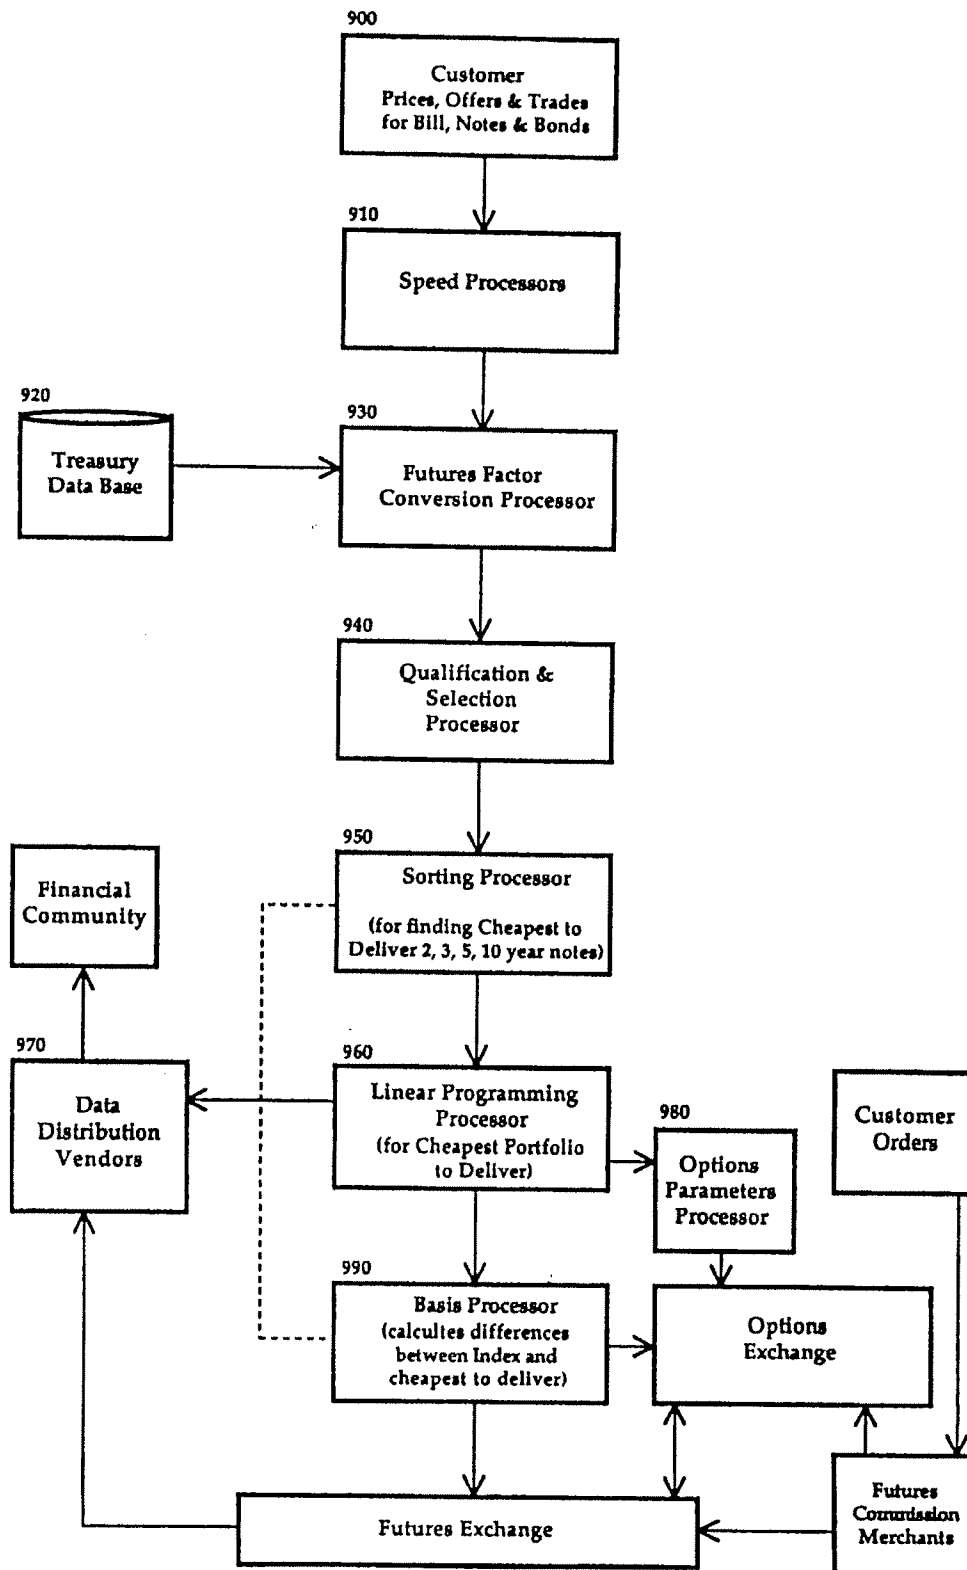 900
Customer
Prices, Offers & Trades
for Bill, Notes & Bonds
910
Speed Processors
920
Treasury
Data Base
930
Futures Factor
Conversion Processor
940
Qualification &
Selection
Processor
950
Sorting Processor
(for finding Cheapest to
Deliver 2, 3, 5, 10 year notes)
Financial
Community
970
Data
Distribution
Vendors
960
Linear Programming
Processor
(for Cheapest Portfolio
to Deliver)
980
Options
Parameters
Processor
Customer
Orders
990
Basis Processor
(calcultes differences
between Index and
cheapest to deliver)
Options
Exchange
Futures Exchange
Futures
Commission
Merchants